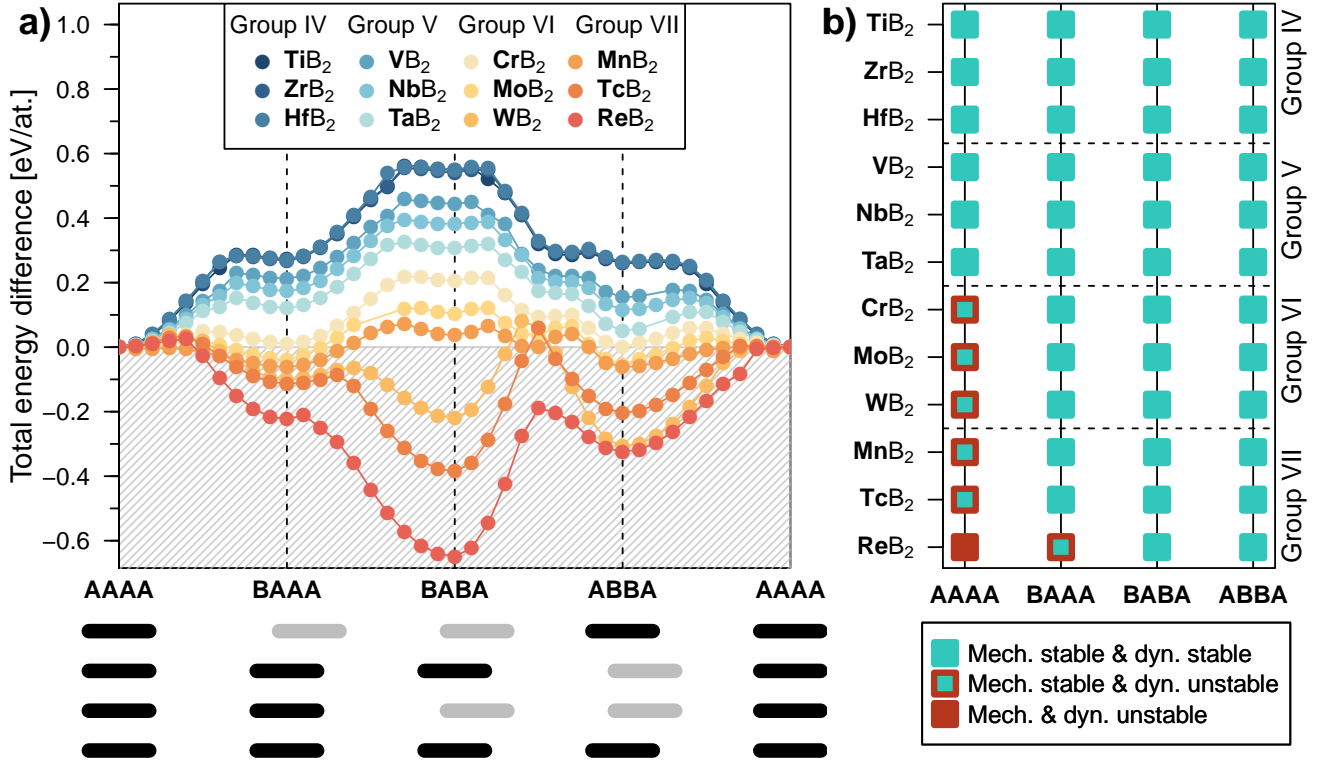 a)
Total energy difference [eV/at.]
1.0
0.8
0.6
0.4
0.2
0.0
−0.2
−0.4
−0.6
Group IV Group V Group VI Group VII
TiB2 VB2 CrB2 MnB2
ZrB2 NbB2 MoB2 TcB2
HfB2 TaB2 WB2 ReB2
AAAA BAAA BABA ABBA AAAA
b)
TiB2
ZrB2
HfB2
VB2
NbB2
TaB2
CrB2
MoB2
WB2
MnB2
TcB2
ReB2
Group IV
Group V
Group VI
Group VII
AAAA BAAA BABA ABBA
Mech. stable & dyn. stable
Mech. stable & dyn. unstable
Mech. & dyn. unstable